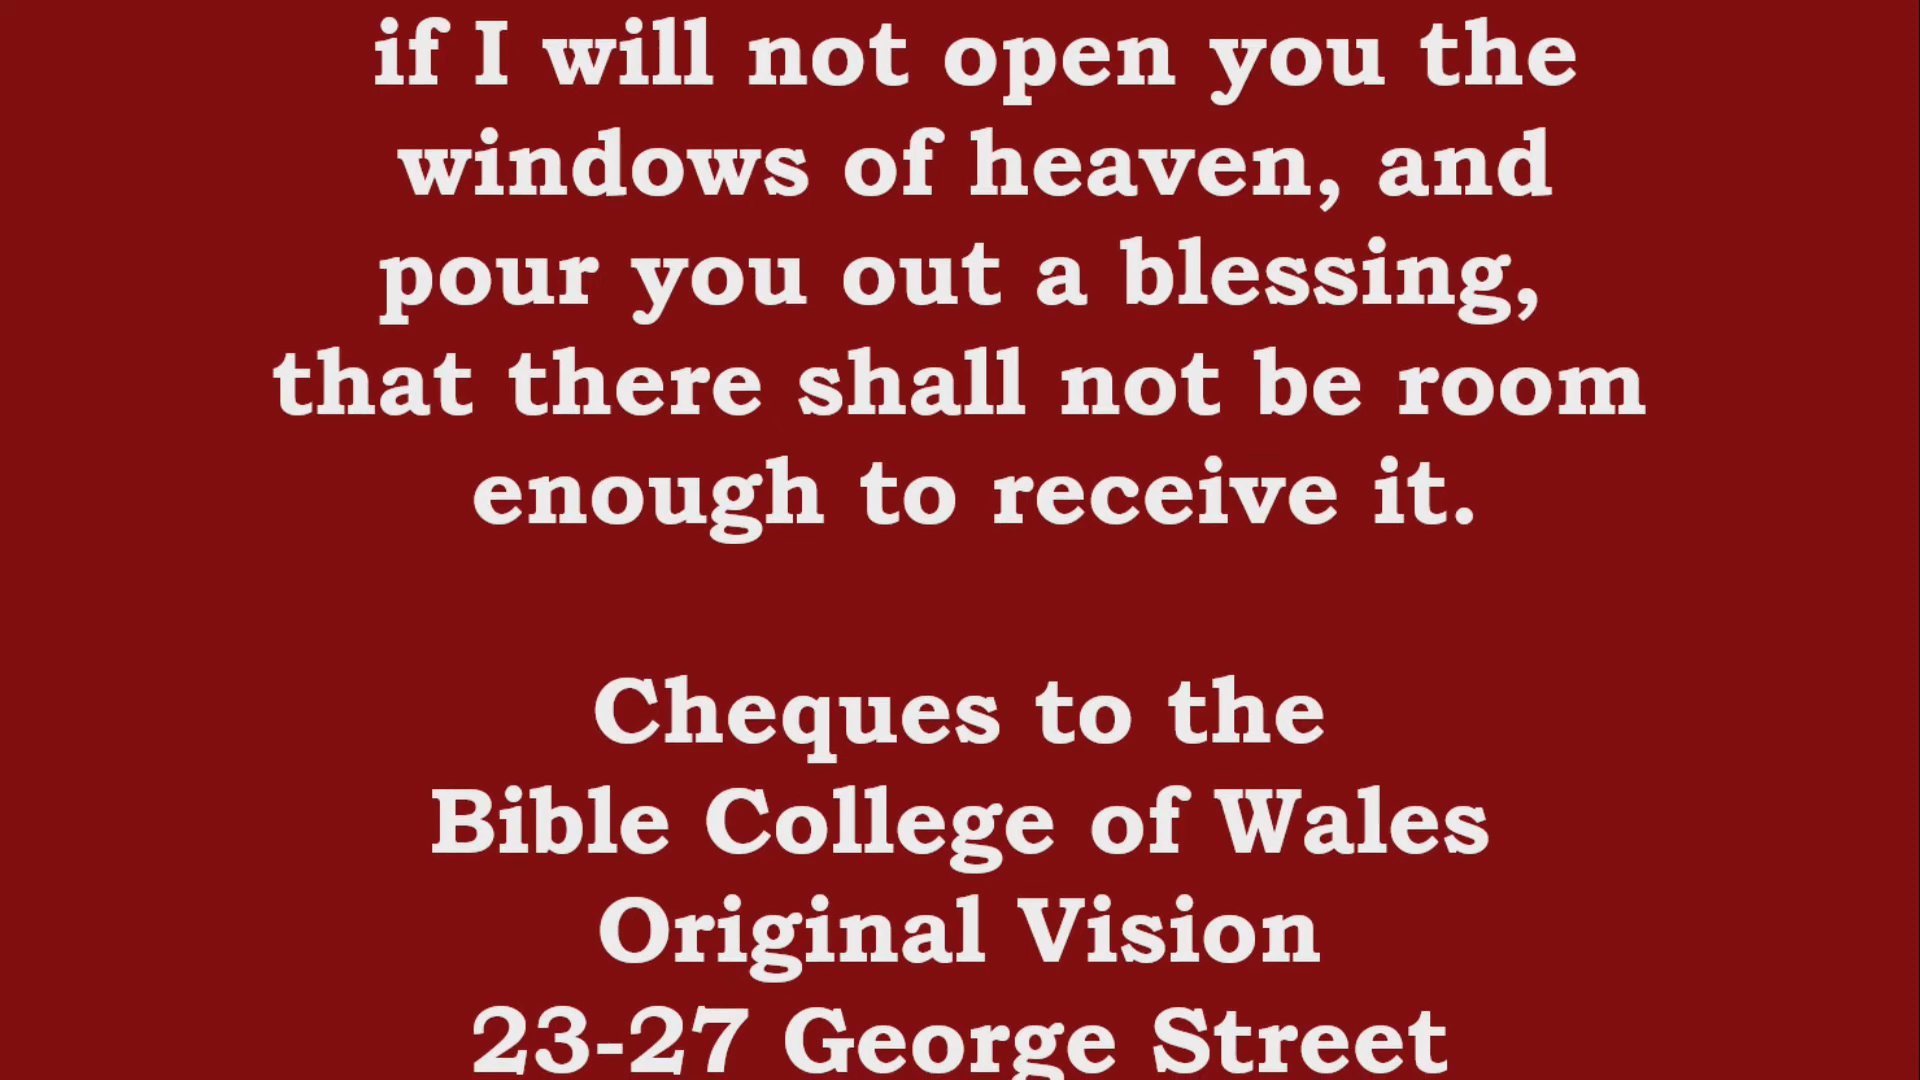 if I will not open you the
windows of heaven, and
pour you out a blessing,
that there shall not be room
enough to receive it.
Cheques to the
Bible College of Wales
Original Vision
23-27 George Street